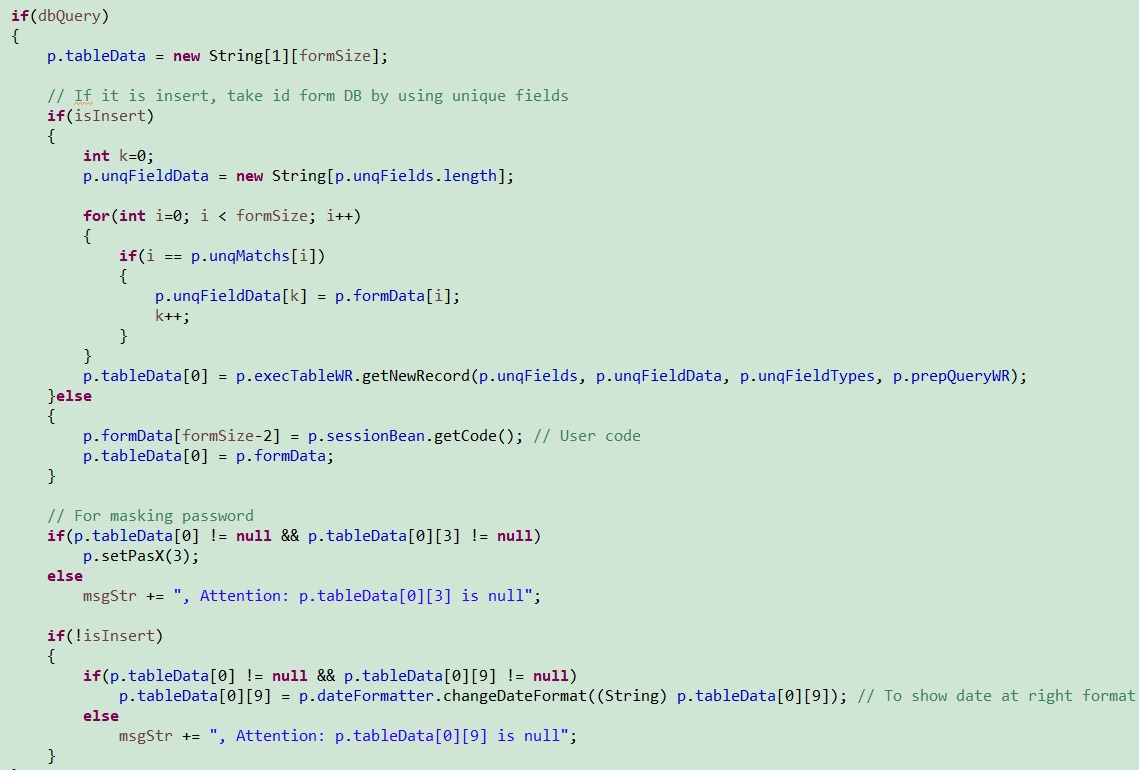 if(dbQuery)
{
    p.tableData = new String[1][formSize];

    // If it is insert, take id form DB by using unique fields
    if(isInsert)
    {
        int k=0;
        p.unqFieldData = new String[p.unqFields.length];

        for(int i=0; i < formSize; i++)
        {
            if(i == p.unqMatchs[i])
            {
                p.unqFieldData[k] = p.formData[i];
                k++;
            }
        }
        p.tableData[0] = p.execTableWR.getNewRecord(p.unqFields, p.unqFieldData, p.unqFieldTypes, p.prepQueryWR);
    }else
    {
        p.formData[formSize-2] = p.sessionBean.getCode(); // User code
        p.tableData[0] = p.formData;
    }

    // For masking password
    if(p.tableData[0] != null && p.tableData[0][3] != null)
        p.setPasX(3);
    else
        msgStr += ", Attention: p.tableData[0][3] is null";

    if(!isInsert)
    {
        if(p.tableData[0] != null && p.tableData[0][9] != null)
            p.tableData[0][9] = p.dateFormatter.changeDateFormat((String) p.tableData[0][9]); // To show date at right format
        else
            msgStr += ", Attention: p.tableData[0][9] is null";
    }